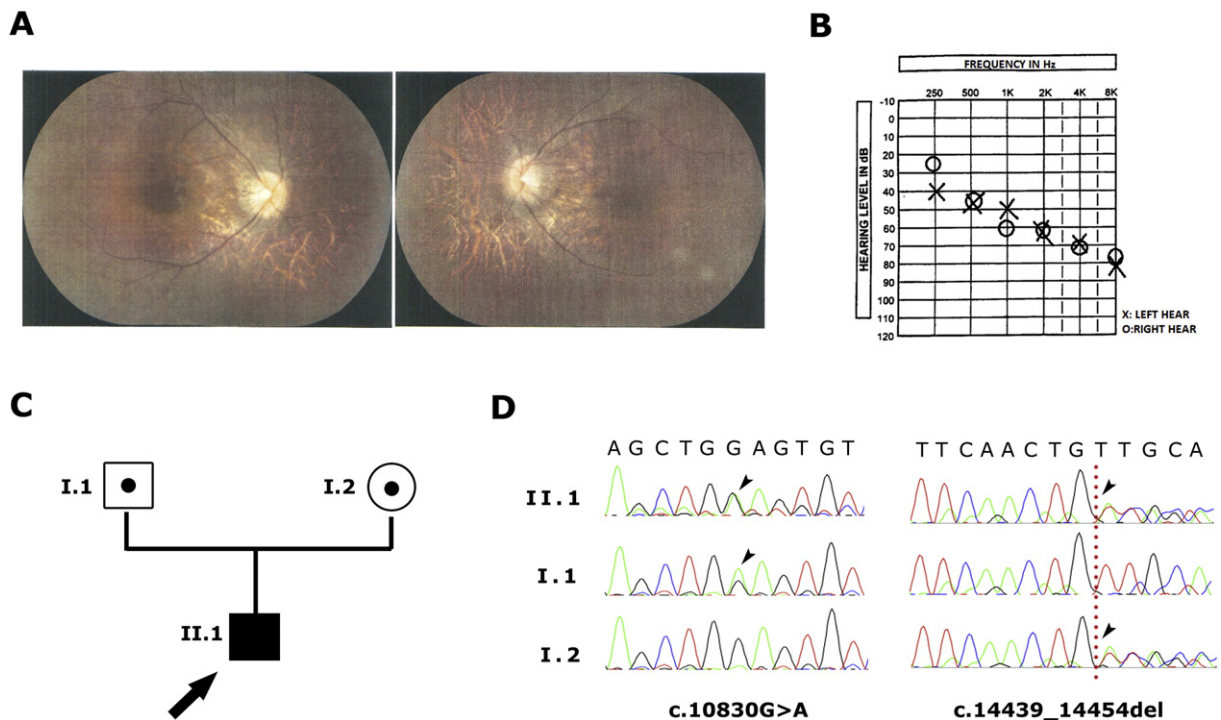 A
B
FREQUENCY IN Hz
250 500 1K 2K 4K 8K
HEARING LEVEL IN dB
-10
0
10
20
30
40
50
60
70
80
90
100
110
120
X: LEFT HEAR
O:RIGHT HEAR
C
I.1
I.2
II.1
D
A G C T G G A G T G T
T T C A A C T G T T G C A
II.1
I.1
I.2
c.10830G>A
c.14439_14454del